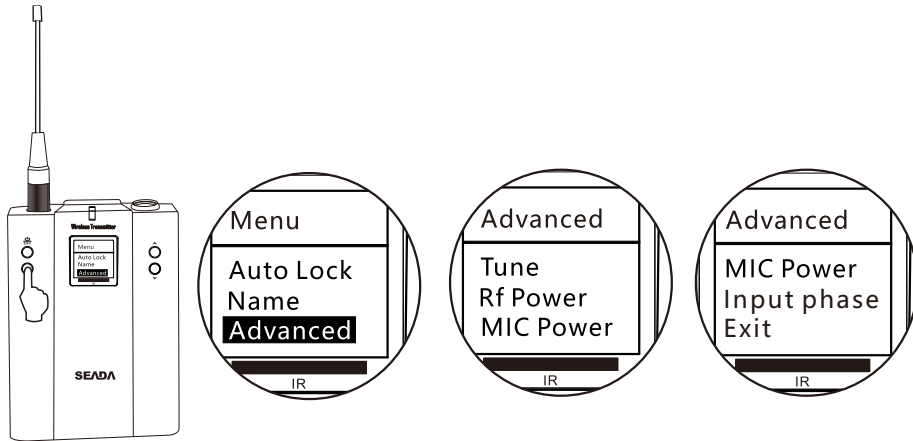 Wireless Transmitter
Menu
Auto Lock
Name
Advanced
SEADA
Menu
Auto Lock
Name
Advanced
IR
Advanced
Tune
Rf Power
MIC Power
IR
Advanced
MIC Power
Input phase
Exit
IR